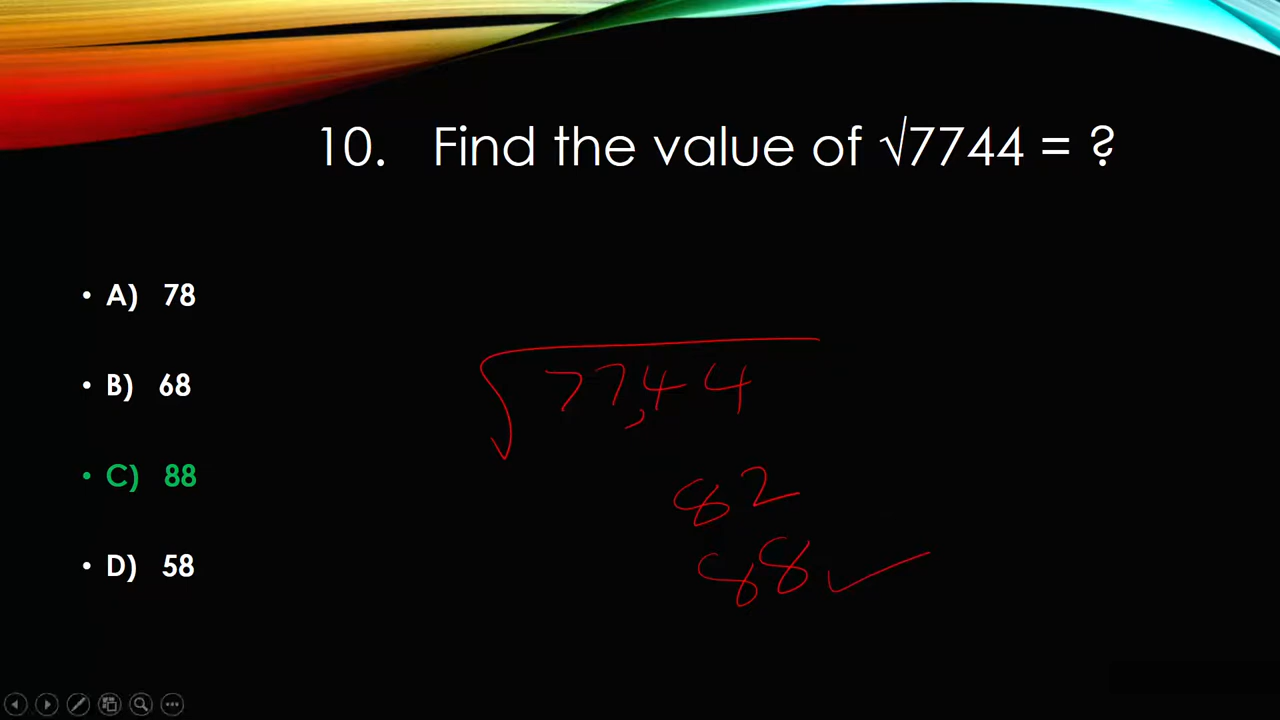 10. Find the value of √7744 = ?
• A) 78
• B) 68
• C) 88
• D) 58
√77,44
82
88✓